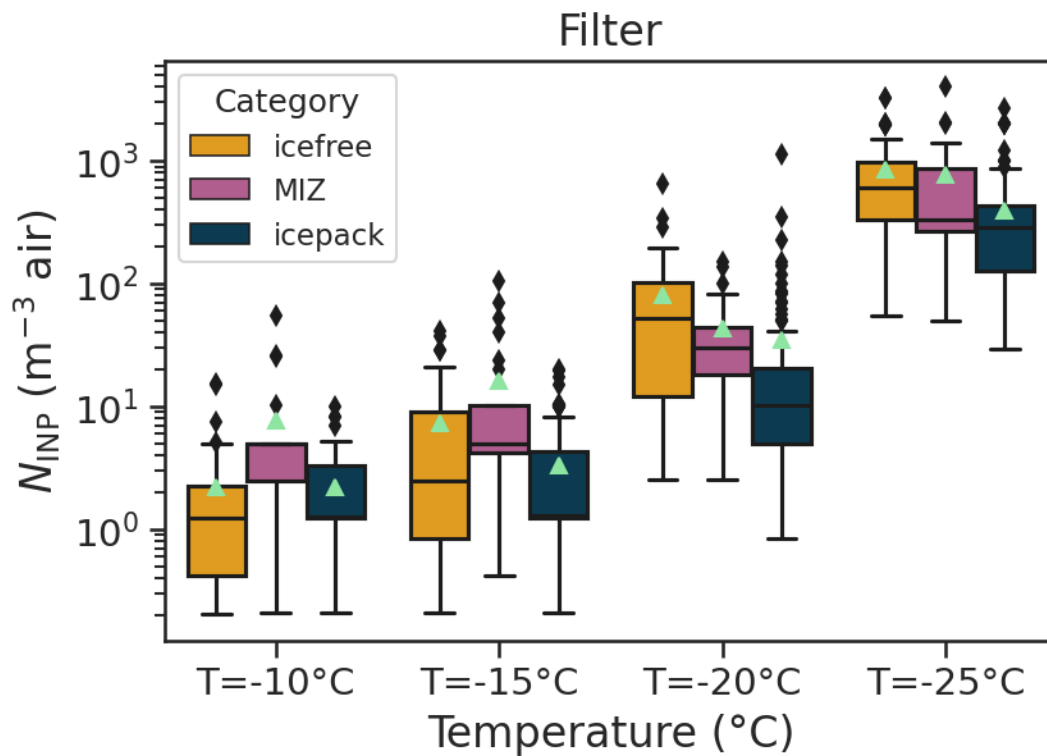 Filter
Category
icefree
MIZ
icepack
N_INP (m⁻³ air)
10³
10²
10¹
10⁰
T=-10°C T=-15°C T=-20°C T=-25°C
Temperature (°C)